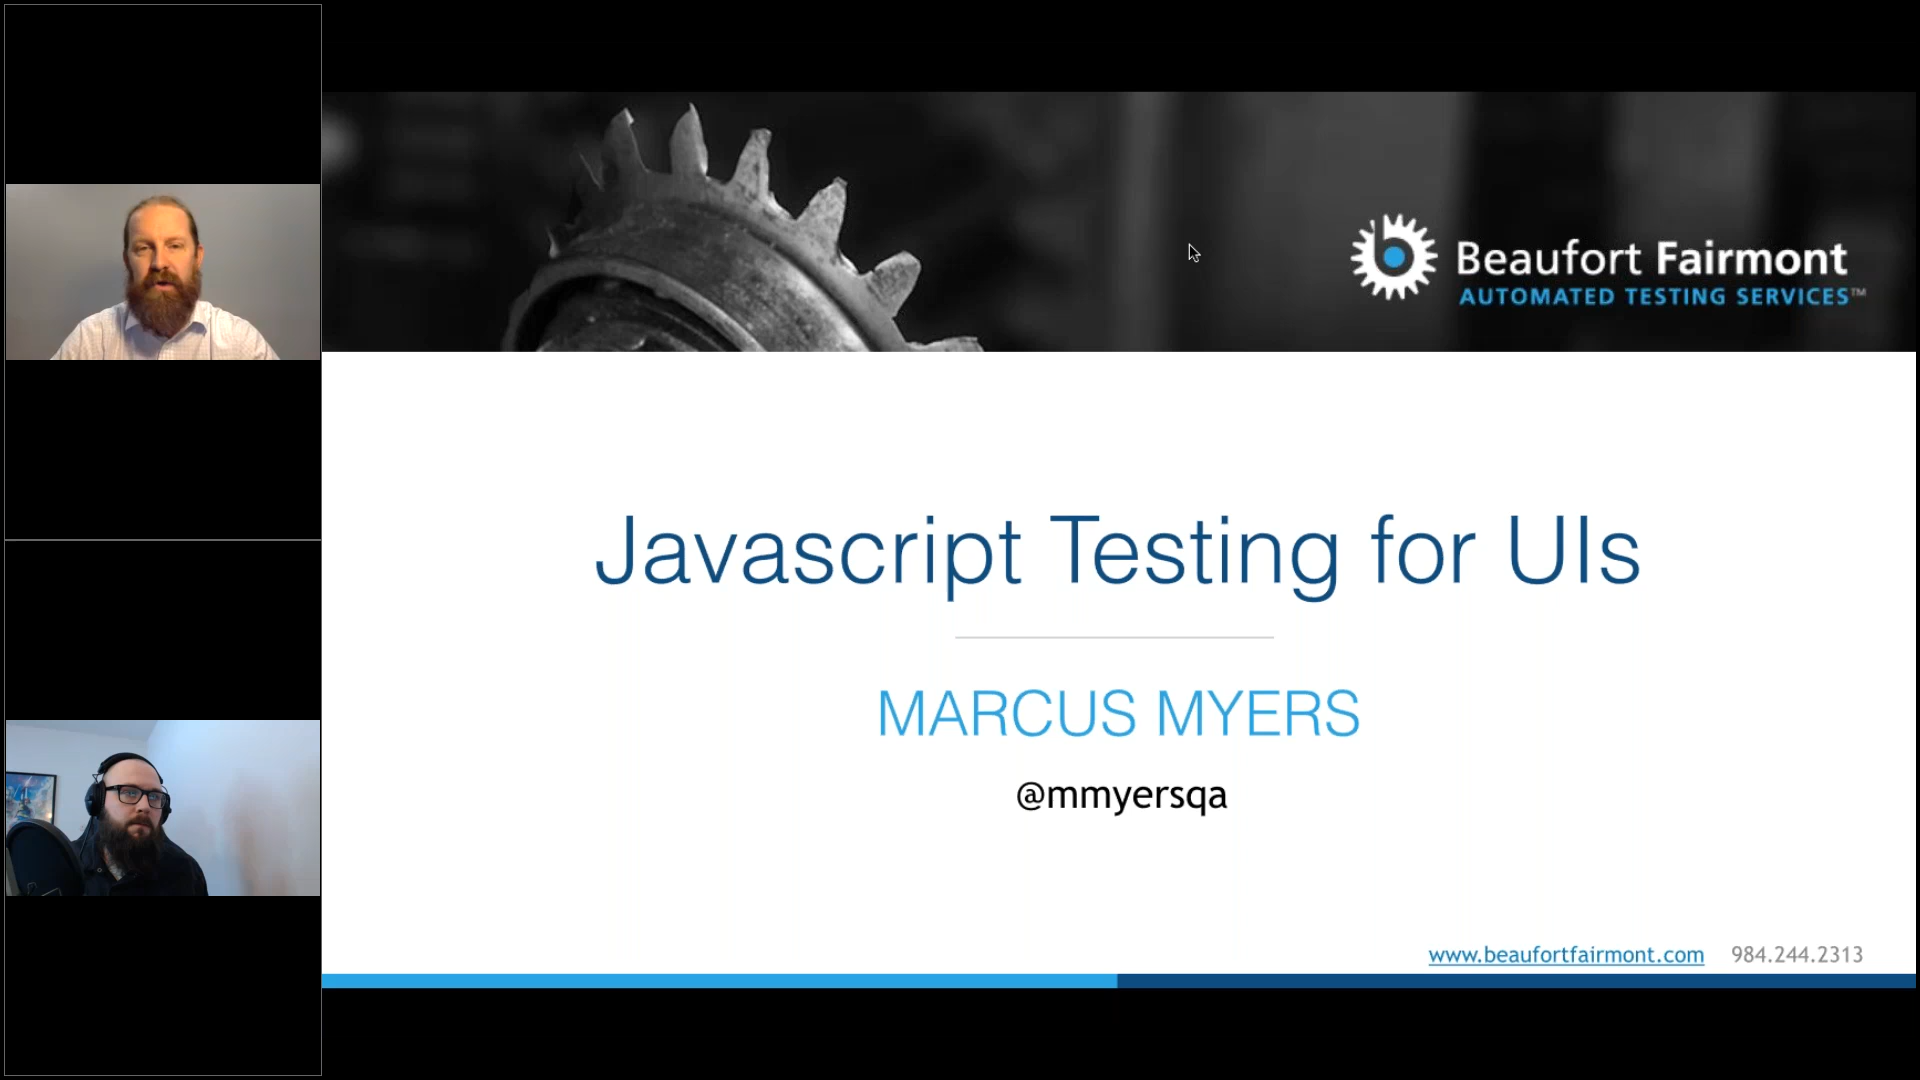 Beaufort Fairmont
AUTOMATED TESTING SERVICES™
Javascript Testing for UIs
MARCUS MYERS
@mmyersqa
www.beaufortfairmont.com 984.244.2313